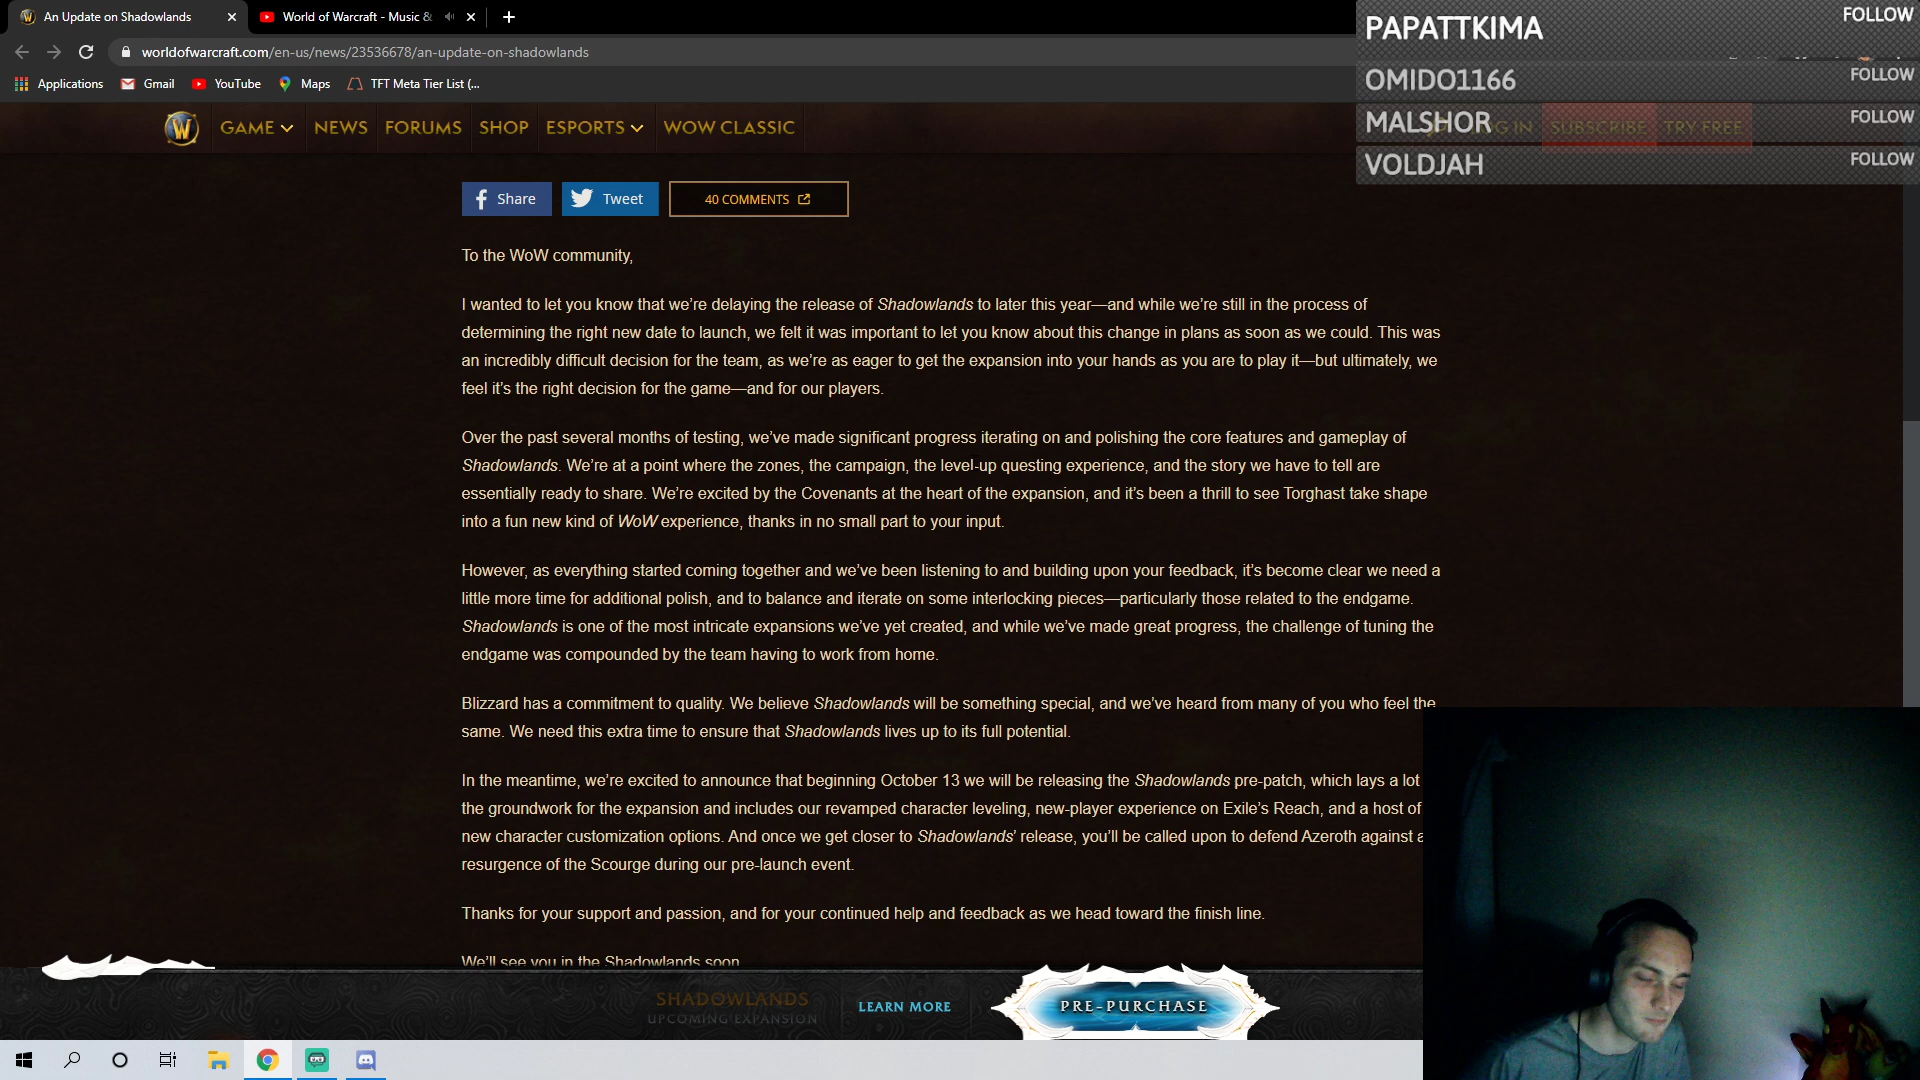 An Update on Shadowlands
World of Warcraft - Music &
worldofwarcraft.com/en-us/news/23536678/an-update-on-shadowlands
Applications Gmail YouTube Maps TFT Meta Tier List (...
PAPATTKIMA FOLLOW
OMIDO1166 FOLLOW
MALSHOR FOLLOW
VOLDJAH FOLLOW
GAME NEWS FORUMS SHOP ESPORTS WOW CLASSIC IN SUBSCRIBE TRY FREE
Share Tweet 40 COMMENTS
To the WoW community,
I wanted to let you know that we’re delaying the release of Shadowlands to later this year—and while we’re still in the process of
determining the right new date to launch, we felt it was important to let you know about this change in plans as soon as we could. This was
an incredibly difficult decision for the team, as we’re as eager to get the expansion into your hands as you are to play it—but ultimately, we
feel it’s the right decision for the game—and for our players.
Over the past several months of testing, we’ve made significant progress iterating on and polishing the core features and gameplay of
Shadowlands. We’re at a point where the zones, the campaign, the level-up questing experience, and the story we have to tell are
essentially ready to share. We’re excited by the Covenants at the heart of the expansion, and it’s been a thrill to see Torghast take shape
into a fun new kind of WoW experience, thanks in no small part to your input.
However, as everything started coming together and we’ve been listening to and building upon your feedback, it’s become clear we need a
little more time for additional polish, and to balance and iterate on some interlocking pieces—particularly those related to the endgame.
Shadowlands is one of the most intricate expansions we’ve yet created, and while we’ve made great progress, the challenge of tuning the
endgame was compounded by the team having to work from home.
Blizzard has a commitment to quality. We believe Shadowlands will be something special, and we’ve heard from many of you who feel the
same. We need this extra time to ensure that Shadowlands lives up to its full potential.
In the meantime, we’re excited to announce that beginning October 13 we will be releasing the Shadowlands pre-patch, which lays a lot
the groundwork for the expansion and includes our revamped character leveling, new-player experience on Exile’s Reach, and a host of
new character customization options. And once we get closer to Shadowlands’ release, you’ll be called upon to defend Azeroth against a
resurgence of the Scourge during our pre-launch event.
Thanks for your support and passion, and for your continued help and feedback as we head toward the finish line.
We’ll see you in the Shadowlands soon
SHADOWLANDS
UPCOMING EXPANSION
LEARN MORE
PRE-PURCHASE